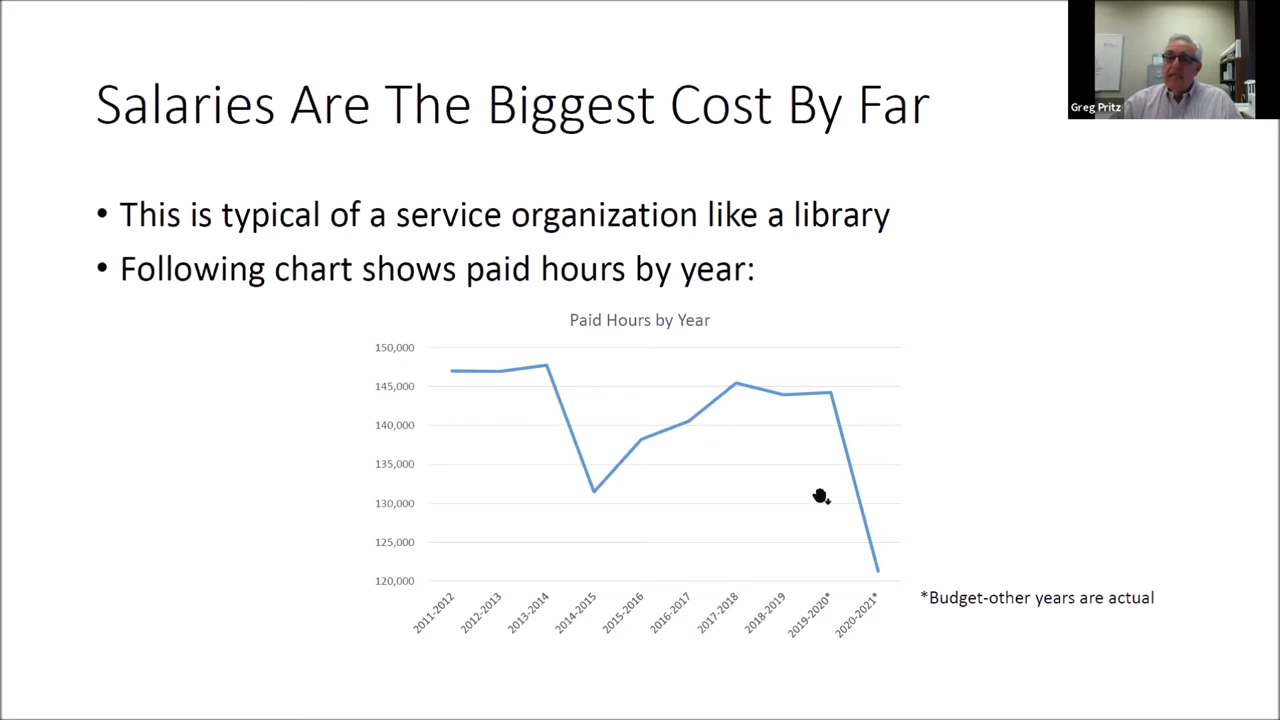 Salaries Are The Biggest Cost By Far
Greg Pritz
• This is typical of a service organization like a library
• Following chart shows paid hours by year:
Paid Hours by Year
150,000
145,000
140,000
135,000
130,000
125,000
120,000
2011-2012
2012-2013
2013-2014
2014-2015
2015-2016
2016-2017
2017-2018
2018-2019
2019-2020*
2020-2021*
*Budget-other years are actual